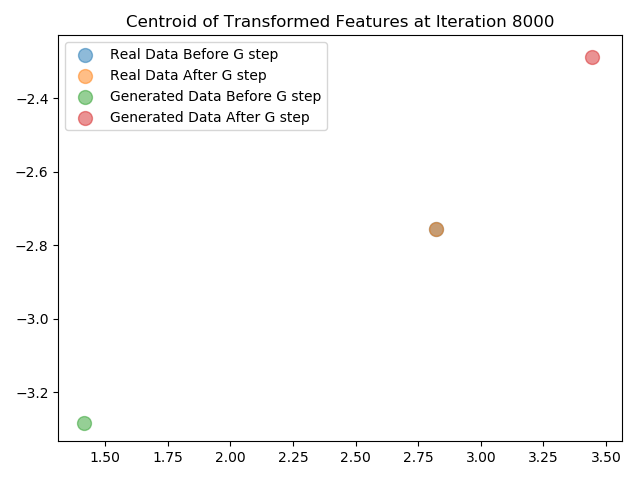 Centroid of Transformed Features at Iteration 8000
Real Data Before G step
Real Data After G step
Generated Data Before G step
Generated Data After G step
−2.4
−2.6
−2.8
−3.0
−3.2
1.50 1.75 2.00 2.25 2.50 2.75 3.00 3.25 3.50